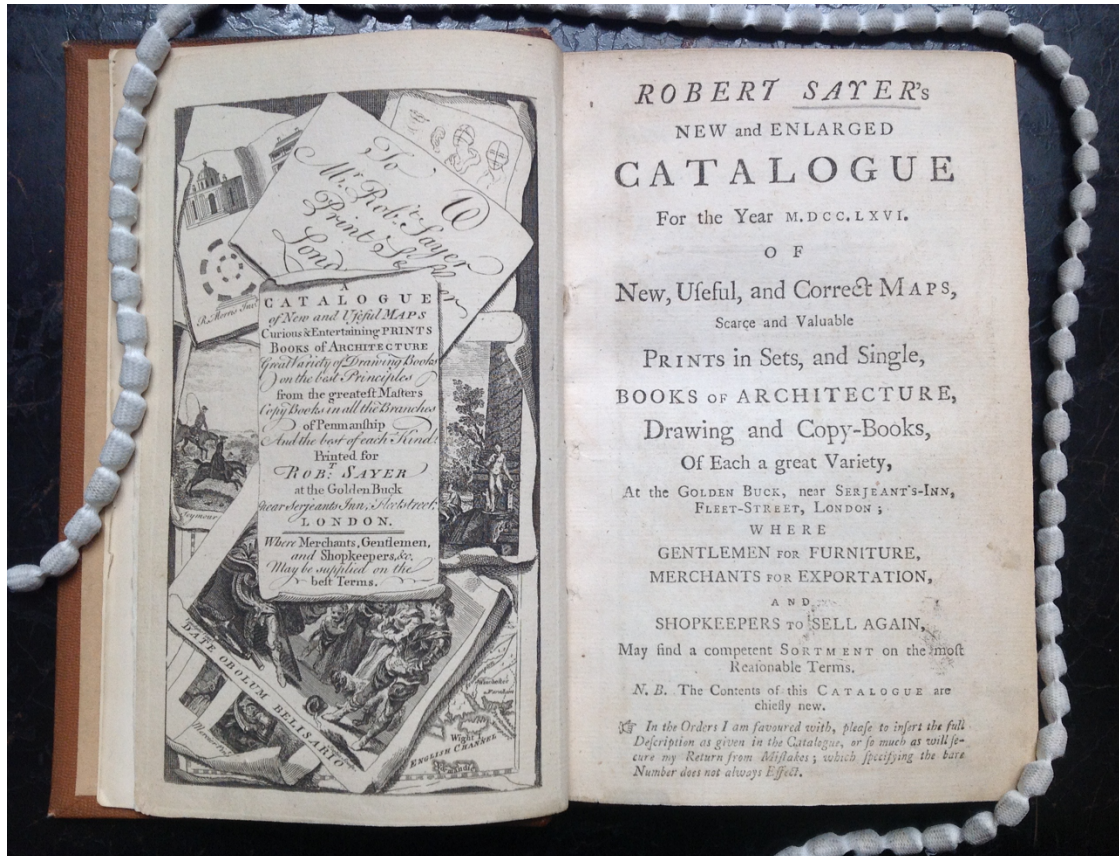 To
Mr. Robt. Sayer
Print Seller
London
R. Morris Inv.
A
CATALOGUE
of New and Uſeful MAPS
Curious & Entertaining PRINTS
BOOKS of ARCHITECTURE
Great Variety of Drawing Books
on the best Principles
from the greateſt Maſters
Copy Books in all the Branches
of Penmanſhip
And the best of each Kind.
Printed for
ROBT. SAYER
at the Golden Buck
near Serjeants Inn, Fleetstreet.
LONDON.
Where Merchants, Gentlemen,
and Shopkeepers, &c.
May be supplied on the
beſt Terms.
Seymour
DATE OBOLUM BELISARIO
Wight
ENGLISH CHANNEL
ROBERT SAYER's
NEW and ENLARGED
CATALOGUE
For the Year M.DCC.LXVI.
OF
New, Uſeful, and Correct MAPS,
Scarce and Valuable
PRINTS in Sets, and Single,
BOOKS OF ARCHITECTURE,
Drawing and Copy-Books,
Of Each a great Variety,
At the GOLDEN BUCK, near SERJEANT'S-INN,
FLEET-STREET, LONDON;
WHERE
GENTLEMEN FOR FURNITURE,
MERCHANTS FOR EXPORTATION,
AND
SHOPKEEPERS TO SELL AGAIN,
May find a competent SORTMENT on the moſt
Reaſonable Terms.
N. B. The Contents of this CATALOGUE are
chiefly new.
☞ In the Orders I am favoured with, pleaſe to inſert the full
Deſcription as given in the Catalogue, or ſo much as will ſe-
cure my Return from Miſtakes; which ſpecifying the bare
Number does not always Effect.